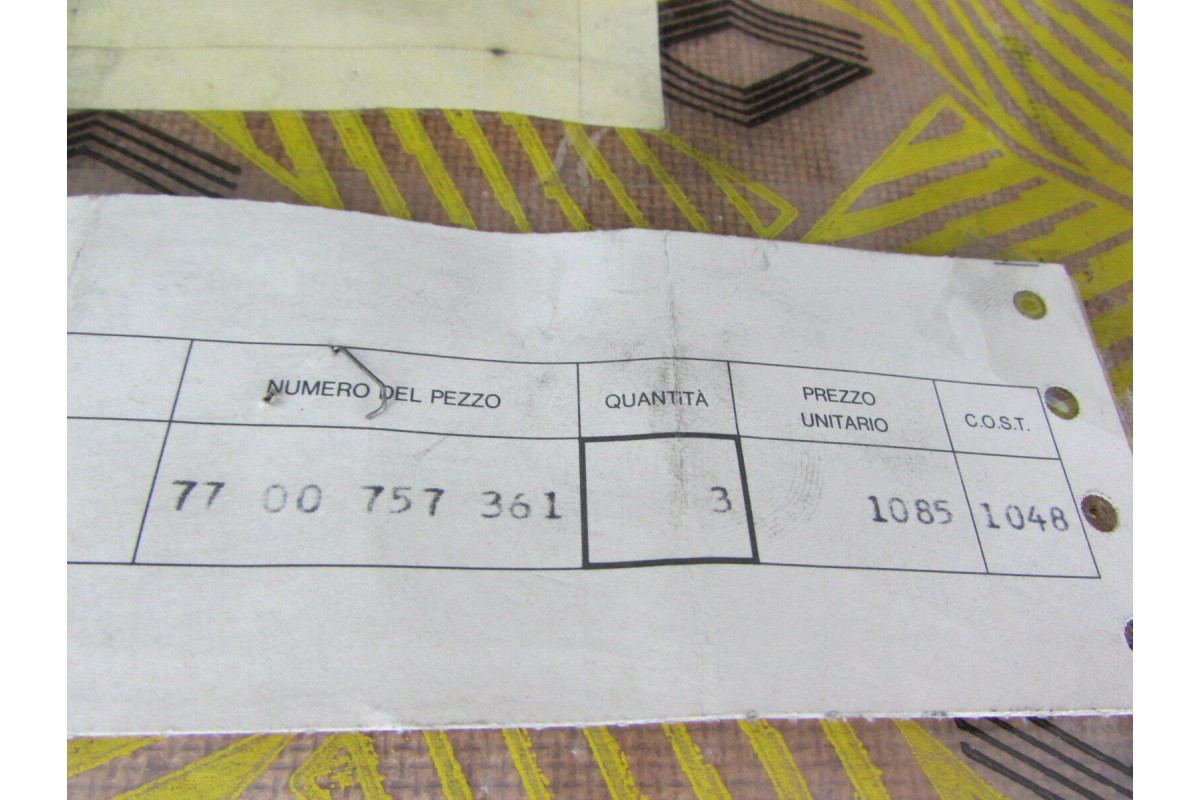 NUMERO DEL PEZZO QUANTITÀ PREZZO UNITARIO C.O.S.T.
77 00 757 361 3 1085 1048